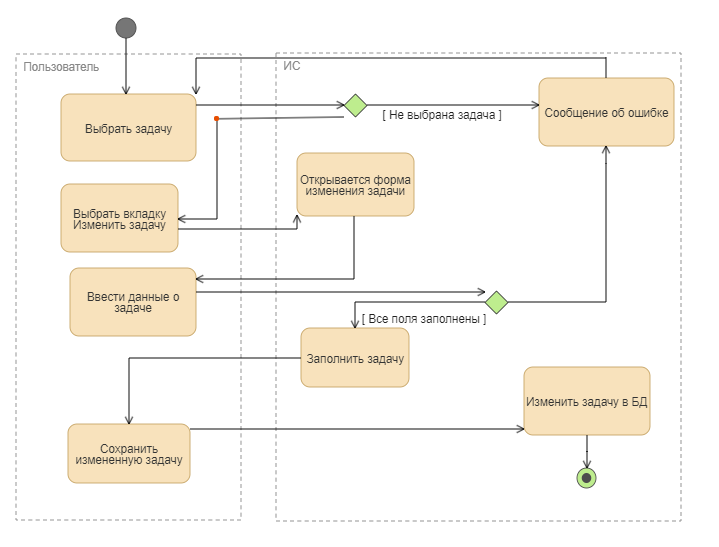 Пользователь
ИС
Выбрать задачу
[ Не выбрана задача ]
Сообщение об ошибке
Открывается форма
изменения задачи
Выбрать вкладку
Изменить задачу
Ввести данные о
задаче
[ Все поля заполнены ]
Заполнить задачу
Изменить задачу в БД
Сохранить
измененную задачу